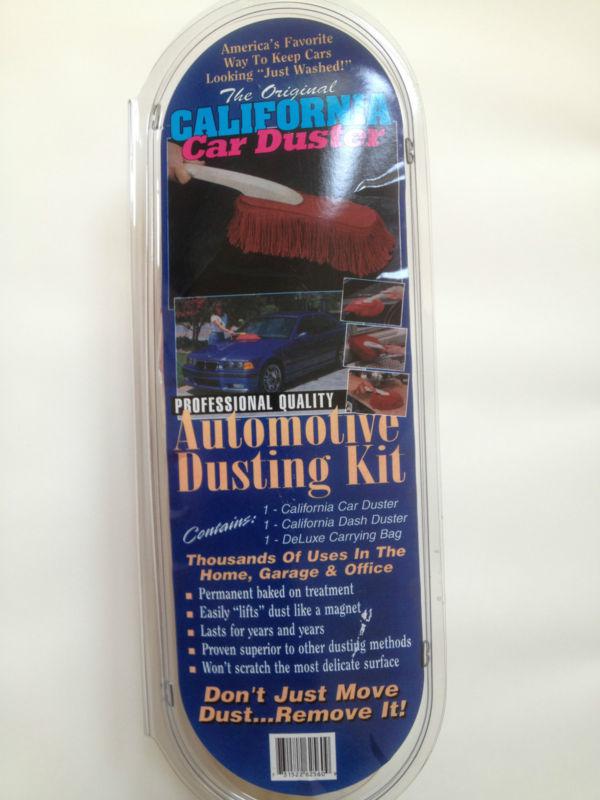 America's Favorite
Way To Keep Cars
Looking "Just Washed!"
The Original
CALIFORNIA
Car Duster
PROFESSIONAL QUALITY
Automotive
Dusting Kit
Contains:
1 - California Car Duster
1 - California Dash Duster
1 - DeLuxe Carrying Bag
Thousands Of Uses In The
Home, Garage & Office
Permanent baked on treatment
Easily "lifts" dust like a magnet
Lasts for years and years
Proven superior to other dusting methods
Won't scratch the most delicate surface
Don't Just Move
Dust...Remove It!